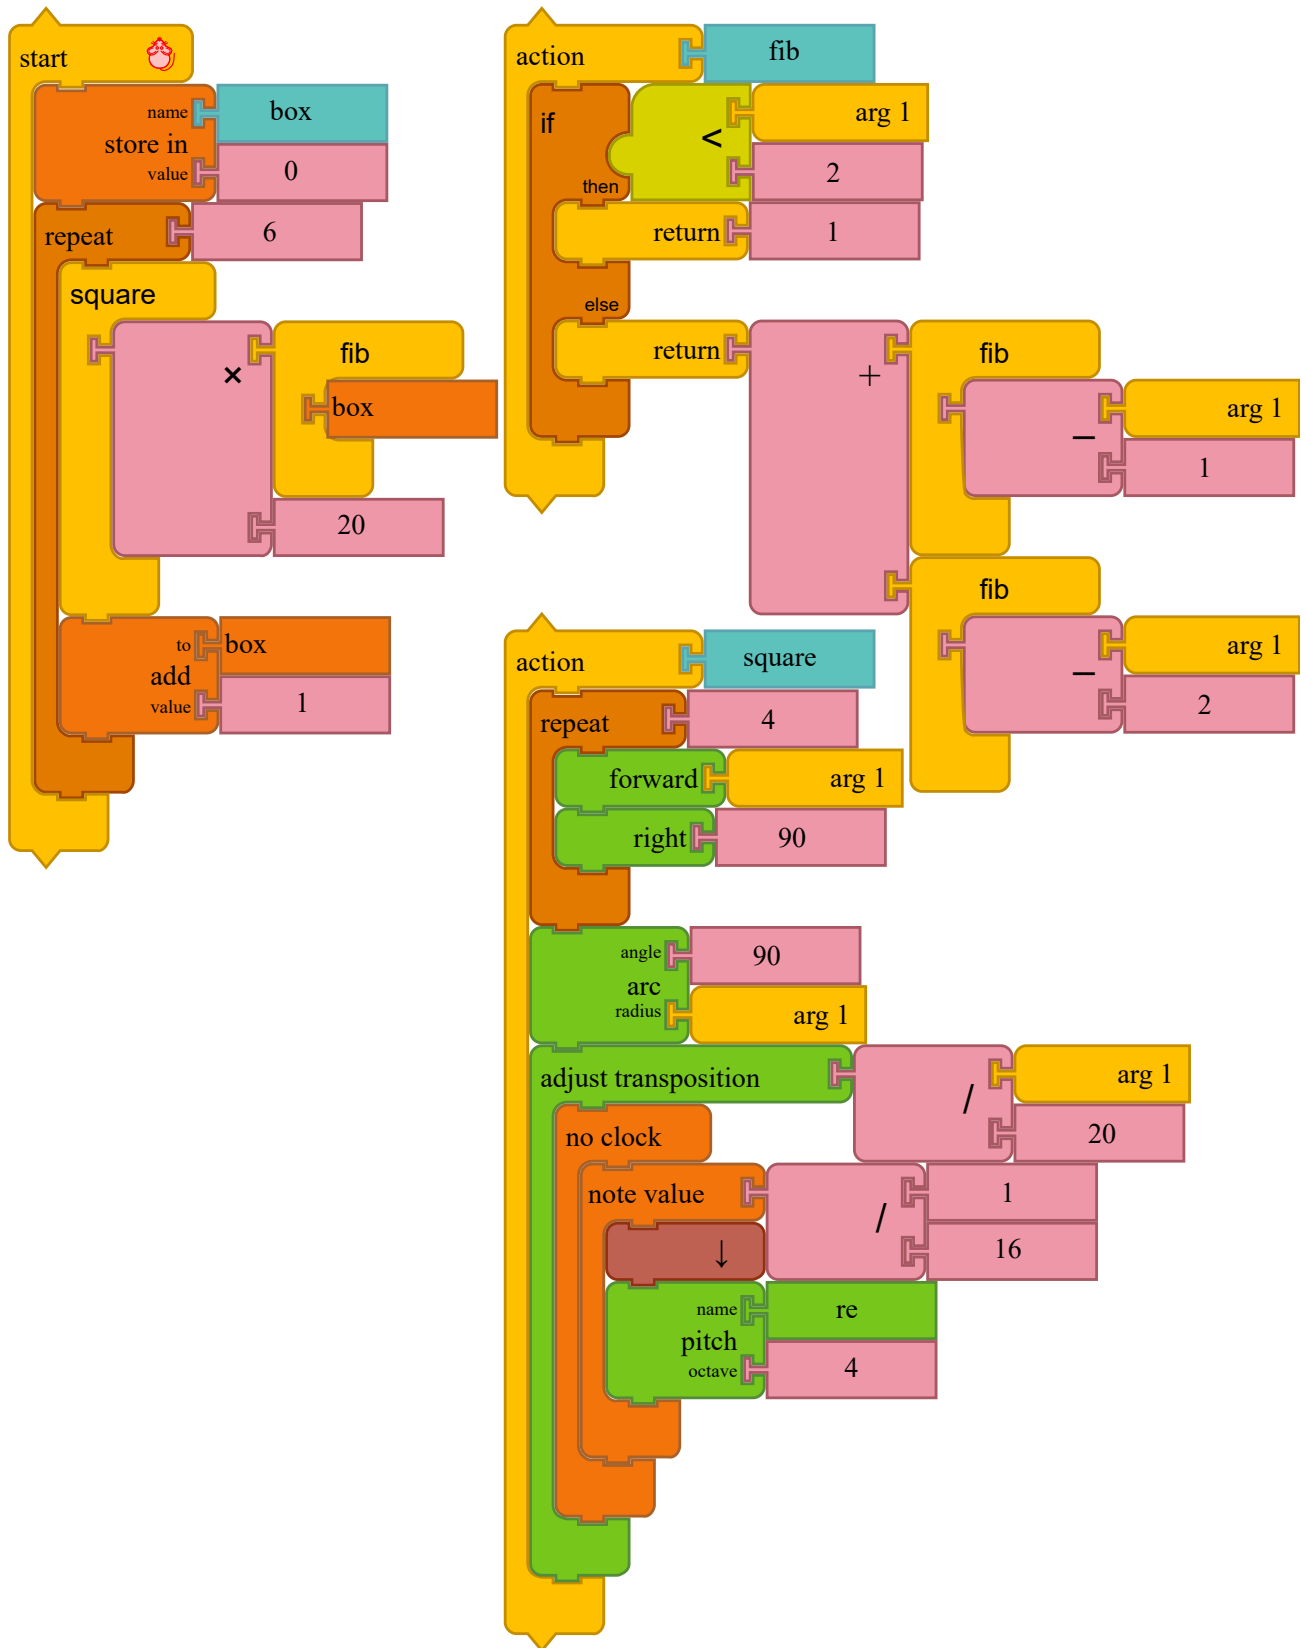 start
name
box
store in
value
0
repeat
6
square
×
fib
box
20
to
box
add
value
1
action
fib
if
<
arg 1
2
then
return
1
else
return
+
fib
−
arg 1
1
fib
−
arg 1
2
action
square
repeat
4
forward
arg 1
right
90
angle
90
arc
radius
arg 1
adjust transposition
/
arg 1
20
no clock
note value
/
1
16
↓
name
re
pitch
octave
4